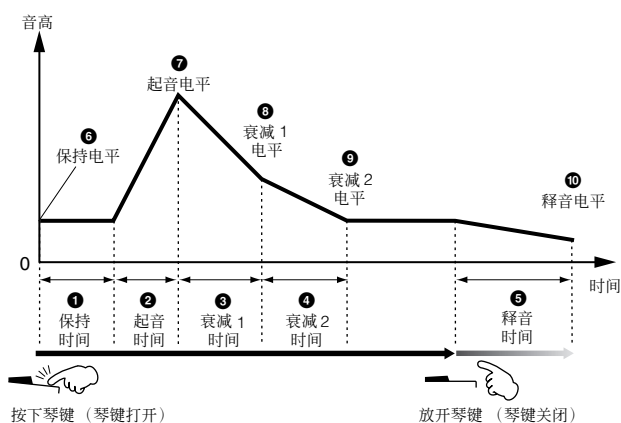 音高
❼
起音电平
❽
衰减 1
电平
❻
保持电平
❾
衰减 2
电平
❿
释音电平
0
时间
❶
保持
时间
❷
起音
时间
❸
衰减 1
时间
❹
衰减 2
时间
❺
释音
时间
按下琴键 （琴键打开）
放开琴键 （琴键关闭）